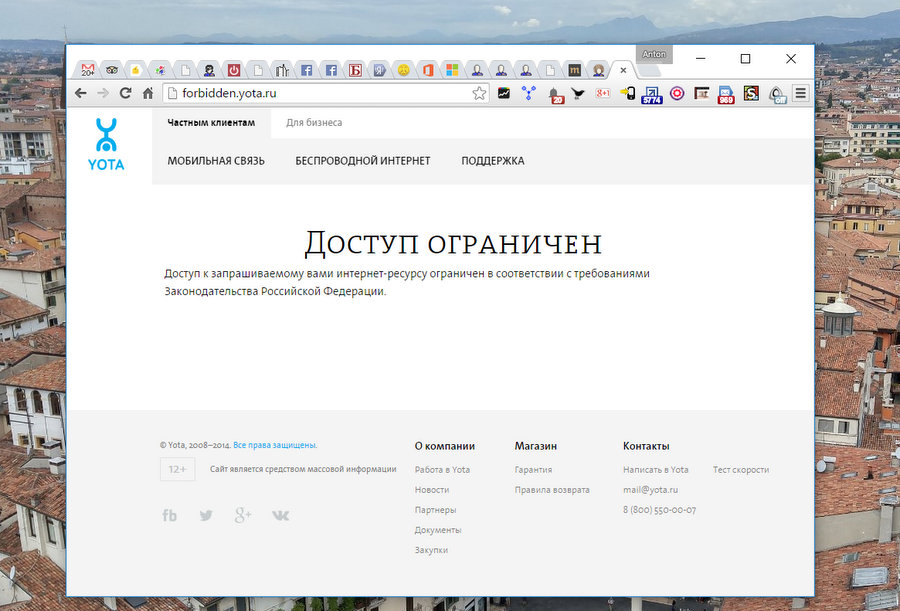 Anton
20+
forbidden.yota.ru
20
g+1
5774
969
off
Частным клиентам
Для бизнеса
YOTA
МОБИЛЬНАЯ СВЯЗЬ
БЕСПРОВОДНОЙ ИНТЕРНЕТ
ПОДДЕРЖКА
Доступ ограничен
Доступ к запрашиваемому вами интернет-ресурсу ограничен в соответствии с требованиями
Законодательства Российской Федерации.
© Yota, 2008–2014. Все права защищены.
12+
Сайт является средством массовой информации
fb
g+
О компании
Работа в Yota
Новости
Партнеры
Документы
Закупки
Магазин
Гарантия
Правила возврата
Контакты
Написать в Yota
mail@yota.ru
8 (800) 550-00-07
Тест скорости